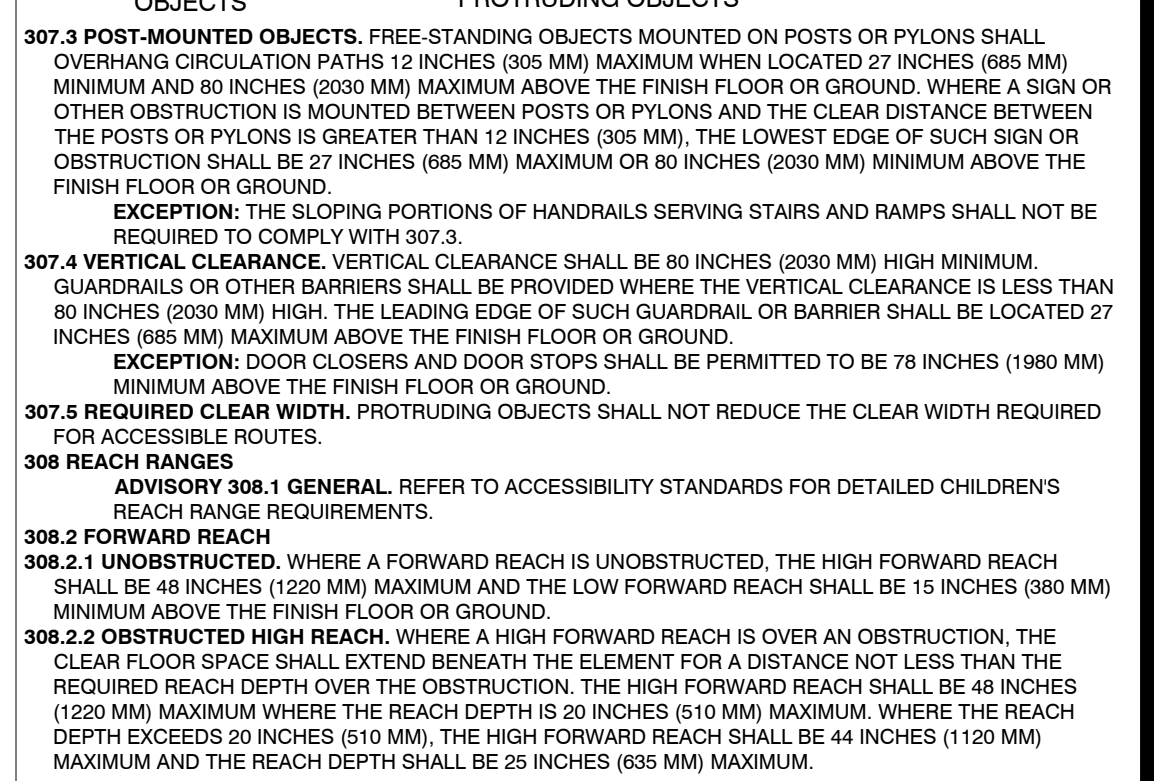 OBJECTS
PROTRUDING OBJECTS
307.3 POST-MOUNTED OBJECTS. FREE-STANDING OBJECTS MOUNTED ON POSTS OR PYLONS SHALL
OVERHANG CIRCULATION PATHS 12 INCHES (305 MM) MAXIMUM WHEN LOCATED 27 INCHES (685 MM)
MINIMUM AND 80 INCHES (2030 MM) MAXIMUM ABOVE THE FINISH FLOOR OR GROUND. WHERE A SIGN OR
OTHER OBSTRUCTION IS MOUNTED BETWEEN POSTS OR PYLONS AND THE CLEAR DISTANCE BETWEEN
THE POSTS OR PYLONS IS GREATER THAN 12 INCHES (305 MM), THE LOWEST EDGE OF SUCH SIGN OR
OBSTRUCTION SHALL BE 27 INCHES (685 MM) MAXIMUM OR 80 INCHES (2030 MM) MINIMUM ABOVE THE
FINISH FLOOR OR GROUND.
EXCEPTION: THE SLOPING PORTIONS OF HANDRAILS SERVING STAIRS AND RAMPS SHALL NOT BE
REQUIRED TO COMPLY WITH 307.3.
307.4 VERTICAL CLEARANCE. VERTICAL CLEARANCE SHALL BE 80 INCHES (2030 MM) HIGH MINIMUM.
GUARDRAILS OR OTHER BARRIERS SHALL BE PROVIDED WHERE THE VERTICAL CLEARANCE IS LESS THAN
80 INCHES (2030 MM) HIGH. THE LEADING EDGE OF SUCH GUARDRAIL OR BARRIER SHALL BE LOCATED 27
INCHES (685 MM) MAXIMUM ABOVE THE FINISH FLOOR OR GROUND.
EXCEPTION: DOOR CLOSERS AND DOOR STOPS SHALL BE PERMITTED TO BE 78 INCHES (1980 MM)
MINIMUM ABOVE THE FINISH FLOOR OR GROUND.
307.5 REQUIRED CLEAR WIDTH. PROTRUDING OBJECTS SHALL NOT REDUCE THE CLEAR WIDTH REQUIRED
FOR ACCESSIBLE ROUTES.
308 REACH RANGES
ADVISORY 308.1 GENERAL. REFER TO ACCESSIBILITY STANDARDS FOR DETAILED CHILDREN'S
REACH RANGE REQUIREMENTS.
308.2 FORWARD REACH
308.2.1 UNOBSTRUCTED. WHERE A FORWARD REACH IS UNOBSTRUCTED, THE HIGH FORWARD REACH
SHALL BE 48 INCHES (1220 MM) MAXIMUM AND THE LOW FORWARD REACH SHALL BE 15 INCHES (380 MM)
MINIMUM ABOVE THE FINISH FLOOR OR GROUND.
308.2.2 OBSTRUCTED HIGH REACH. WHERE A HIGH FORWARD REACH IS OVER AN OBSTRUCTION, THE
CLEAR FLOOR SPACE SHALL EXTEND BENEATH THE ELEMENT FOR A DISTANCE NOT LESS THAN THE
REQUIRED REACH DEPTH OVER THE OBSTRUCTION. THE HIGH FORWARD REACH SHALL BE 48 INCHES
(1220 MM) MAXIMUM WHERE THE REACH DEPTH IS 20 INCHES (510 MM) MAXIMUM. WHERE THE REACH
DEPTH EXCEEDS 20 INCHES (510 MM), THE HIGH FORWARD REACH SHALL BE 44 INCHES (1120 MM)
MAXIMUM AND THE REACH DEPTH SHALL BE 25 INCHES (635 MM) MAXIMUM.